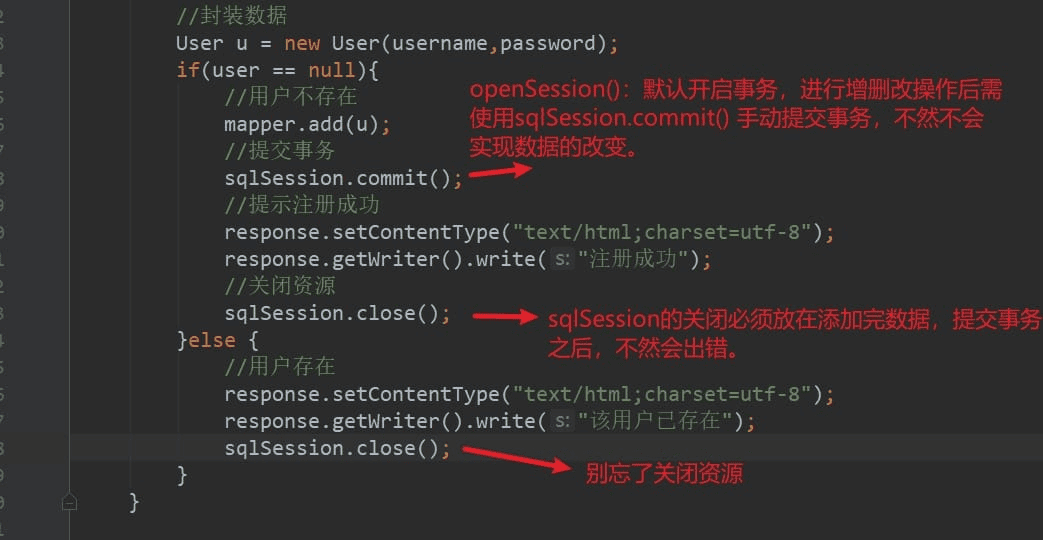 //封装数据
User u = new User(username,password);
if(user == null){
//用户不存在
mapper.add(u);
//提交事务
sqlSession.commit();
//提示注册成功
response.setContentType("text/html;charset=utf-8");
response.getWriter().write( s: "注册成功");
//关闭资源
sqlSession.close();
}else {
//用户存在
response.setContentType("text/html;charset=utf-8");
response.getWriter().write( s: "该用户已存在");
sqlSession.close();
}
}
openSession()：默认开启事务，进行增删改操作后需
使用sqlSession.commit() 手动提交事务，不然不会
实现数据的改变。
sqlSession的关闭必须放在添加完数据，提交事务
之后，不然会出错。
别忘了关闭资源